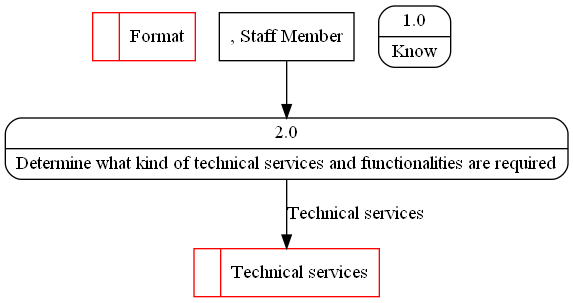 Format
, Staff Member
1.0
Know
2.0
Determine what kind of technical services and functionalities are required
Technical services
Technical services